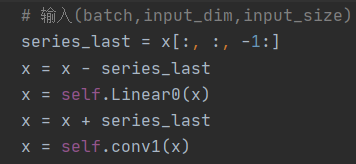 # 输入(batch,input_dim,input_size)
series_last = x[:, :, -1:]
x = x - series_last
x = self.Linear0(x)
x = x + series_last
x = self.conv1(x)